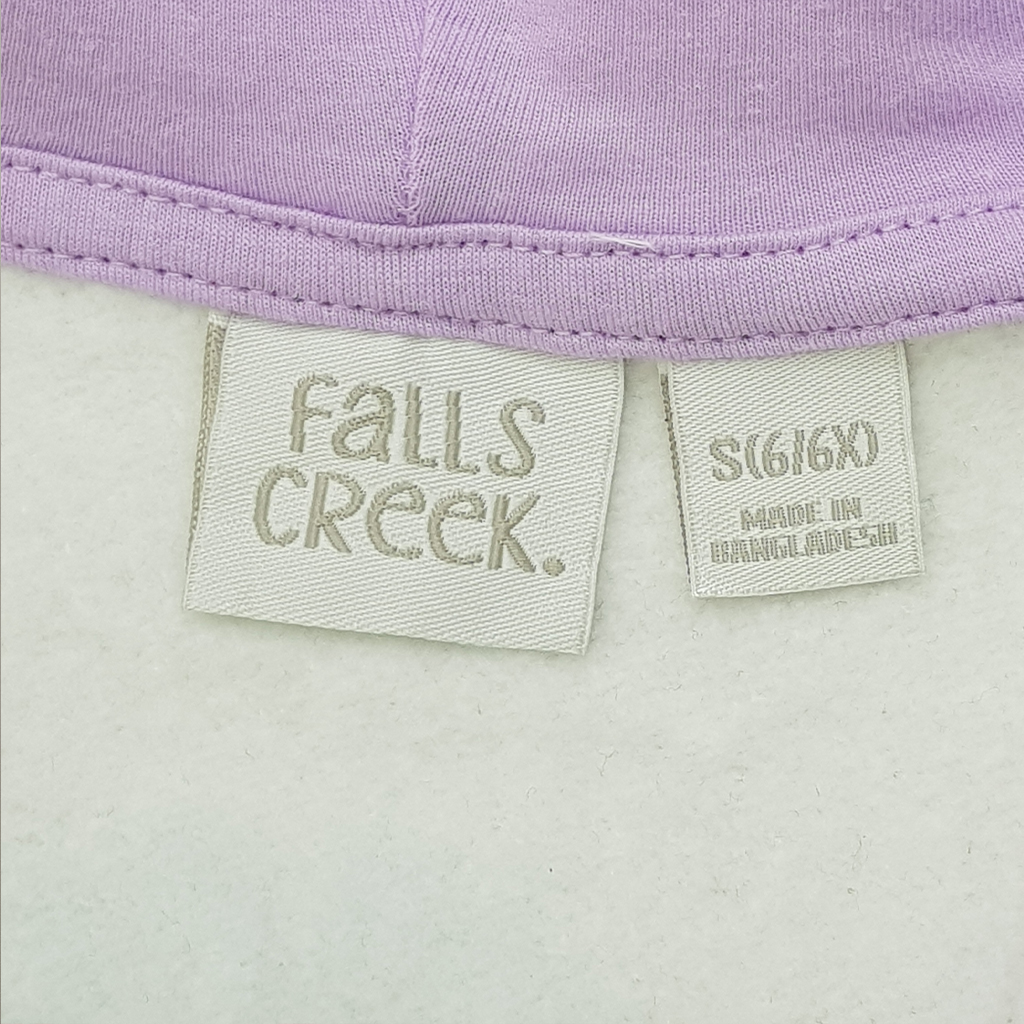 Falls
CReek.
S(6/6X)
MADE IN
BANGLADESH